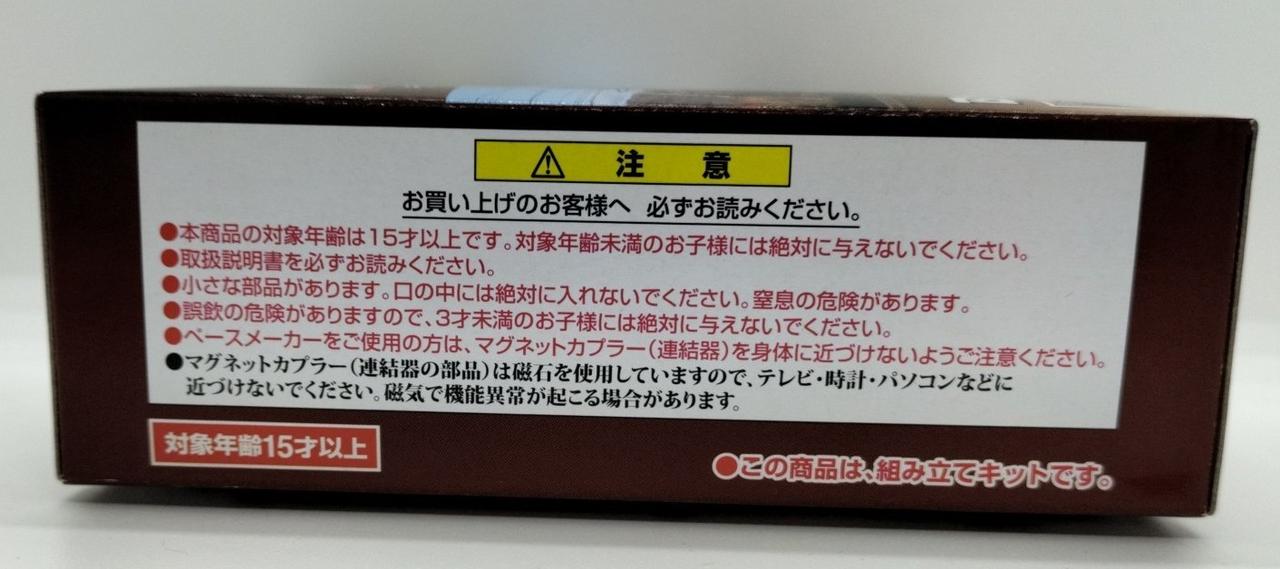 ⚠ 注意
お買い上げのお客様へ 必ずお読みください。
●本商品の対象年齢は15才以上です。対象年齢未満のお子様には絶対に与えないでください。
●取扱説明書を必ずお読みください。
●小さな部品があります。口の中には絶対に入れないでください。窒息の危険があります。
●誤飲の危険がありますので、3才未満のお子様には絶対に与えないでください。
●ペースメーカーをご使用の方は、マグネットカプラー(連結器)を身体に近づけないようご注意ください。
●マグネットカプラー(連結器の部品)は磁石を使用していますので、テレビ・時計・パソコンなどに
近づけないでください。磁気で機能異常が起こる場合があります。
対象年齢15才以上
●この商品は、組み立てキットです。